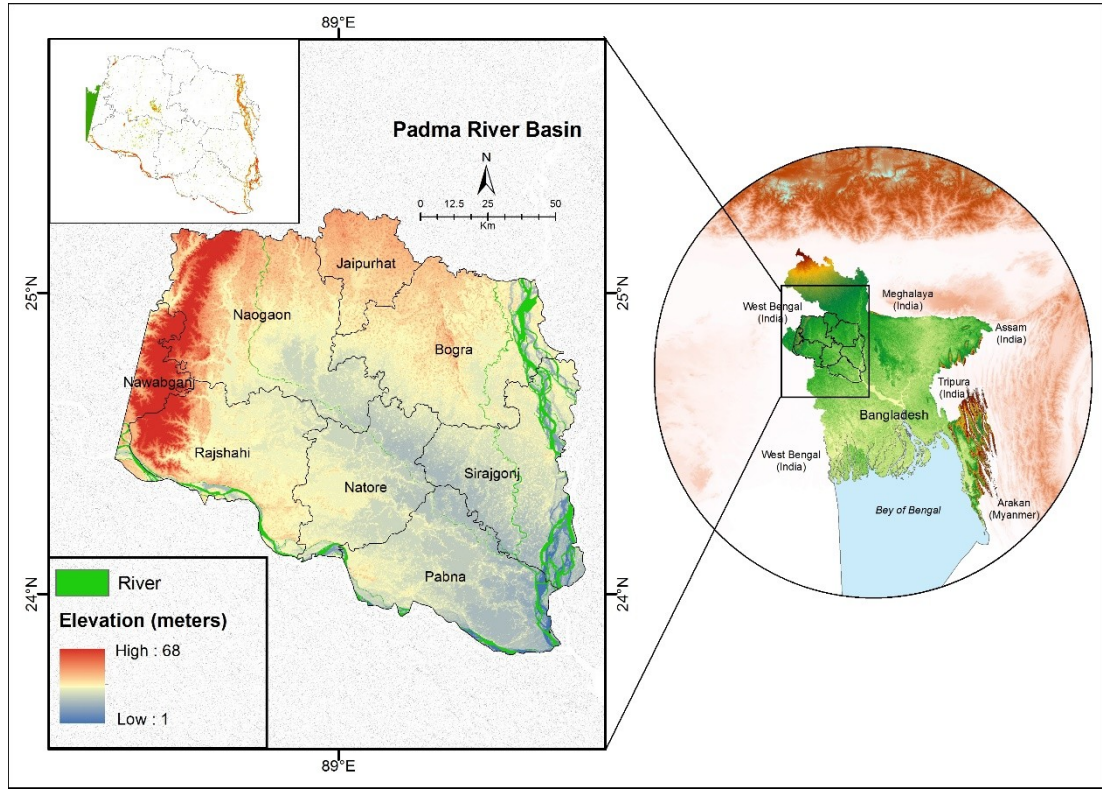 89°E
Padma River Basin
N
0 12.5 25 50
Km
25°N
25°N
24°N
24°N
Jaipurhat
Naogaon
Bogra
Nawabganj
Rajshahi
Sirajgonj
Natore
Pabna
River
Elevation (meters)
High : 68
Low : 1
89°E
West Bengal
(India)
Meghalaya
(India)
Assam
(India)
Tripura
(India)
Bangladesh
West Bengal
(India)
Arakan
(Myanmer)
Bey of Bengal